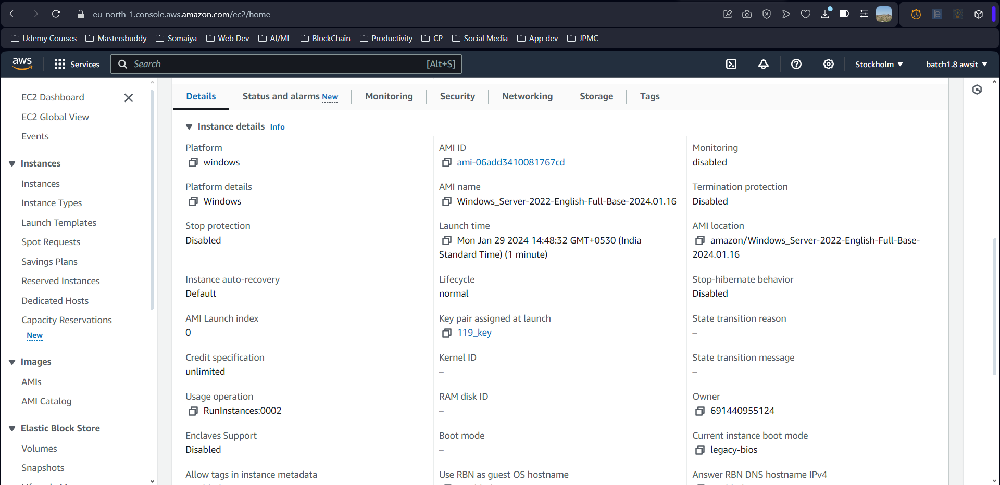 eu-north-1.console.aws.amazon.com/ec2/home
Udemy Courses Mastersbuddy Somaiya Web Dev AI/ML BlockChain Productivity CP Social Media App dev JPMC
aws Services Search [Alt+S] Stockholm batch1.8 awsit
EC2 Dashboard
EC2 Global View
Events
Instances
Instances
Instance Types
Launch Templates
Spot Requests
Savings Plans
Reserved Instances
Dedicated Hosts
Capacity Reservations
New
Images
AMIs
AMI Catalog
Elastic Block Store
Volumes
Snapshots
Details Status and alarms New Monitoring Security Networking Storage Tags
Instance details Info
Platform
windows
AMI ID
ami-06add3410081767cd
Monitoring
disabled
Platform details
Windows
AMI name
Windows_Server-2022-English-Full-Base-2024.01.16
Termination protection
Disabled
Stop protection
Disabled
Launch time
Mon Jan 29 2024 14:48:32 GMT+0530 (India
Standard Time) (1 minute)
AMI location
amazon/Windows_Server-2022-English-Full-Base-
2024.01.16
Instance auto-recovery
Default
Lifecycle
normal
Stop-hibernate behavior
Disabled
AMI Launch index
0
Key pair assigned at launch
119_key
State transition reason
–
Credit specification
unlimited
Kernel ID
–
State transition message
–
Usage operation
RunInstances:0002
RAM disk ID
–
Owner
691440955124
Enclaves Support
Disabled
Boot mode
–
Current instance boot mode
legacy-bios
Allow tags in instance metadata
Use RBN as guest OS hostname
Answer RBN DNS hostname IPv4